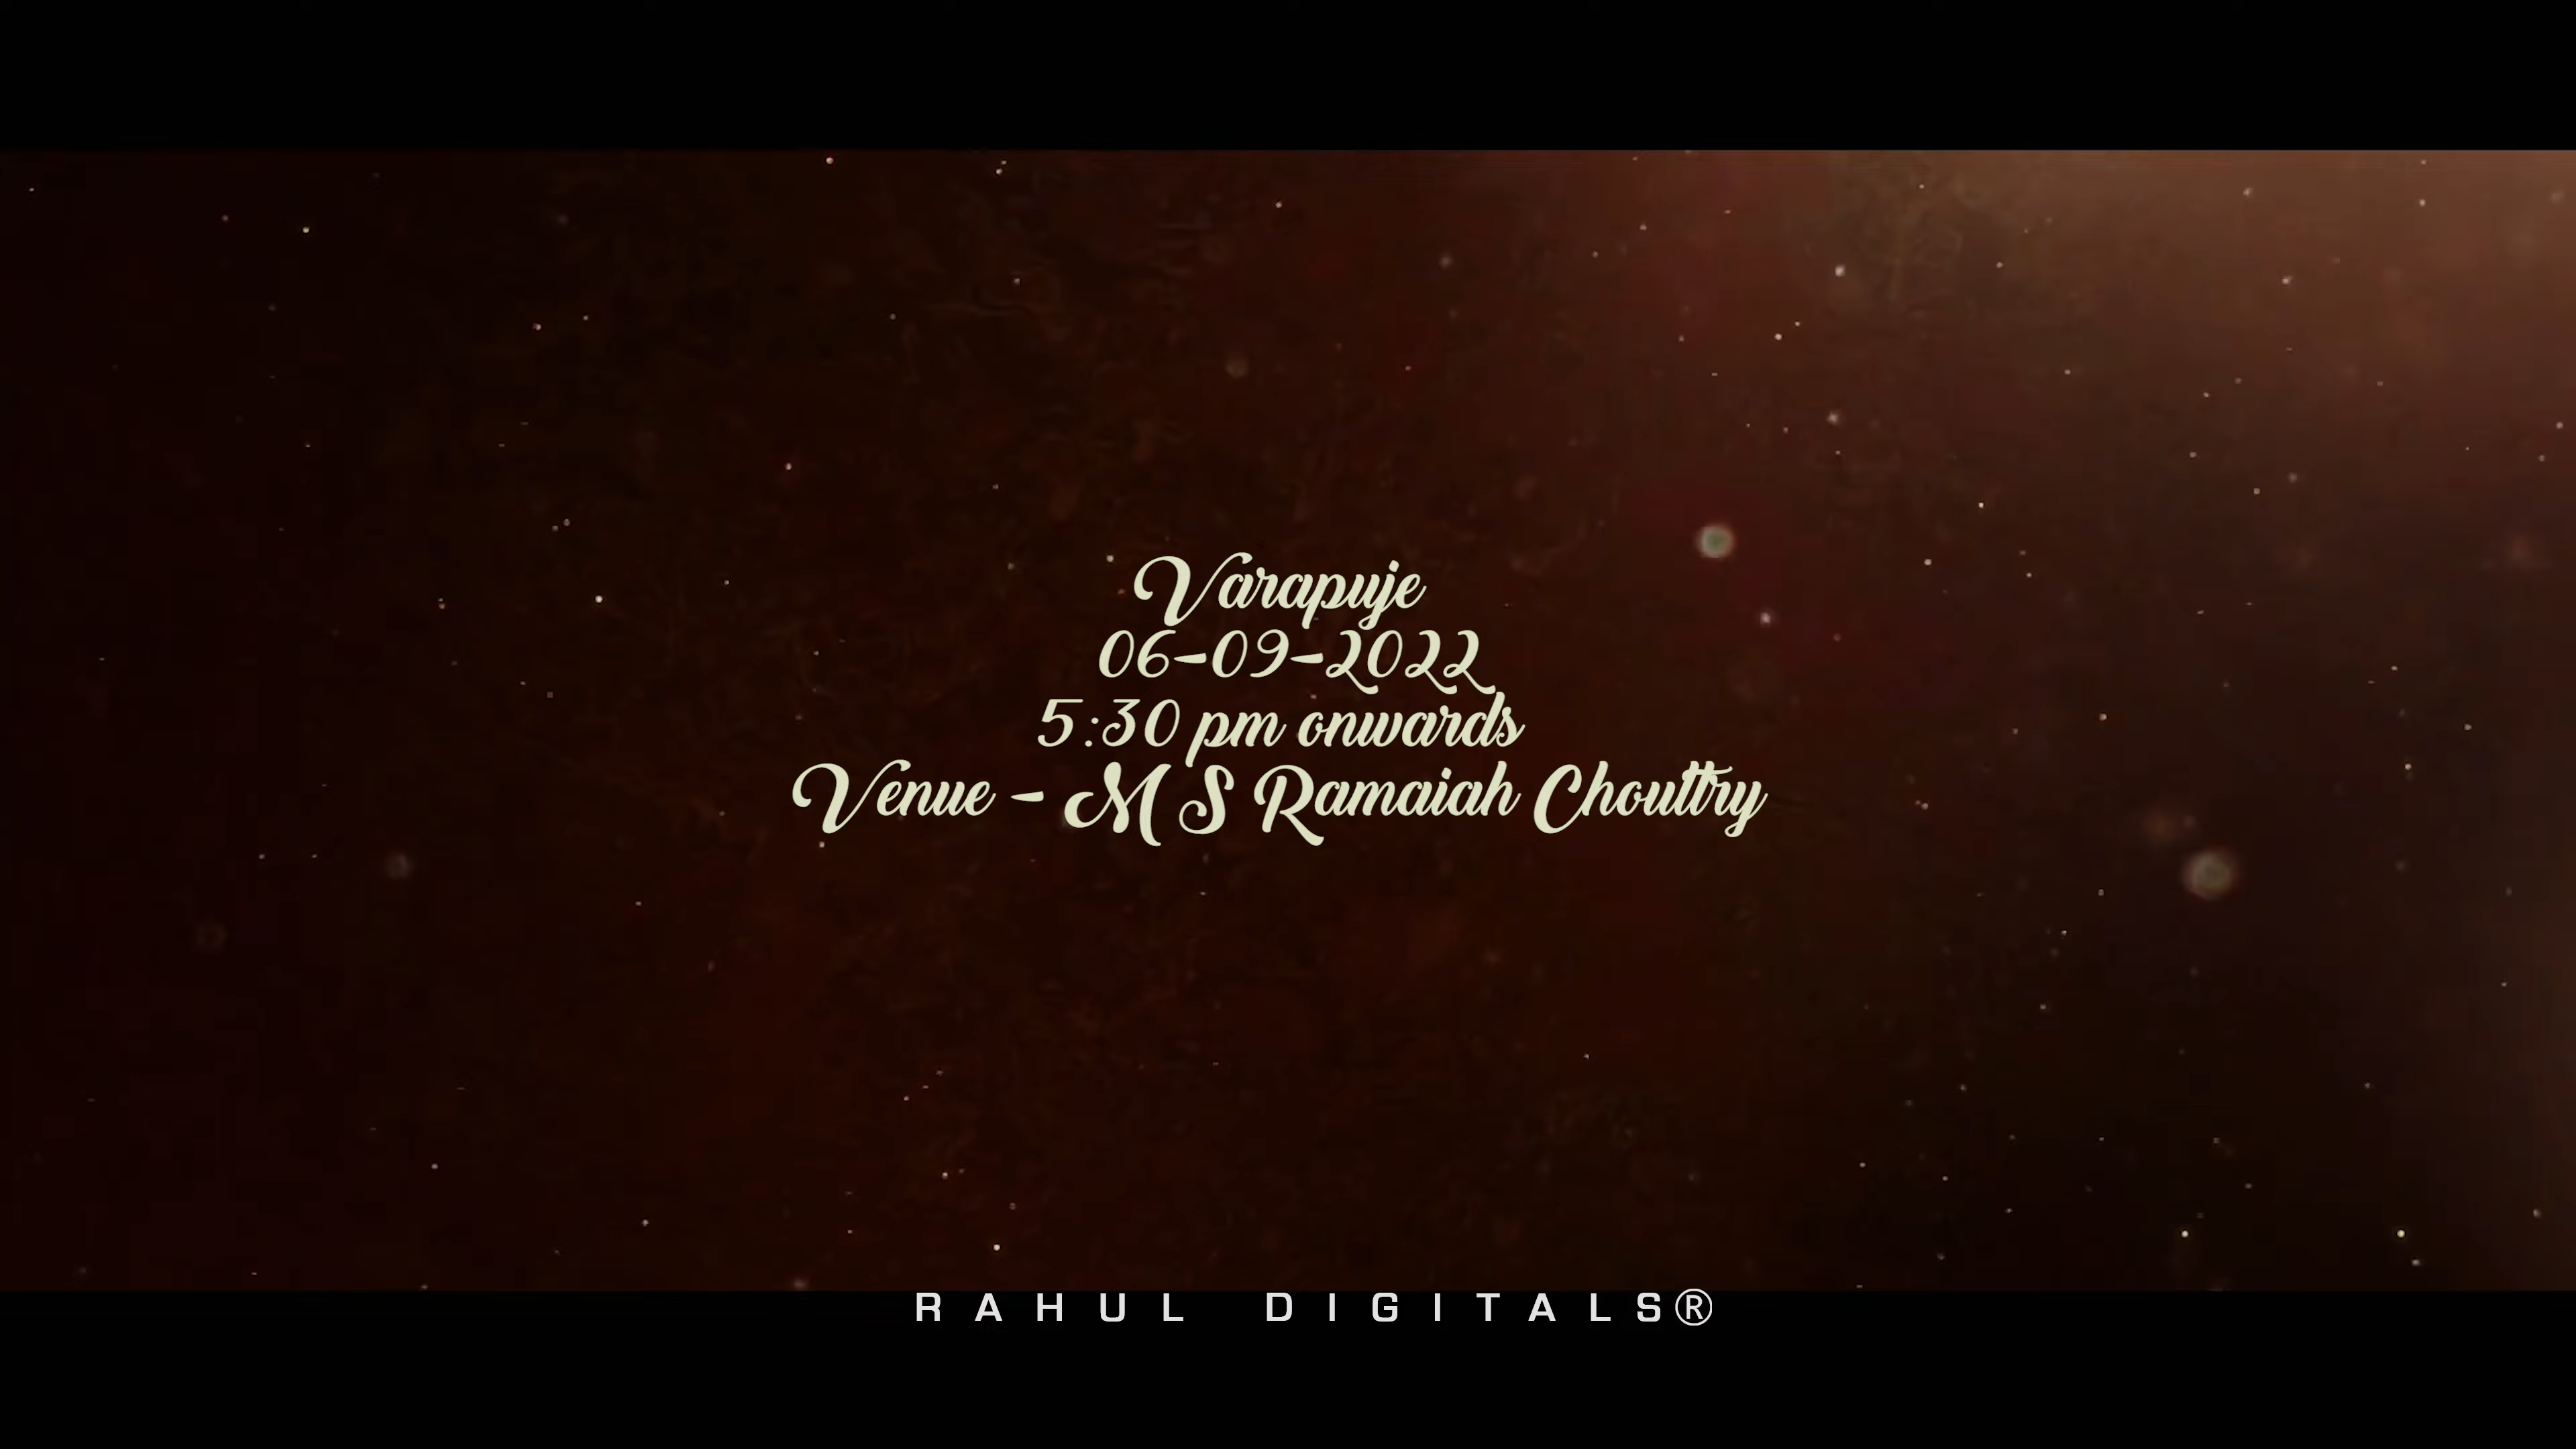 Varapuje
06-09-2022
5:30 pm onwards
Venue - M S Ramaiah Choultry
RAHUL DIGITALS®